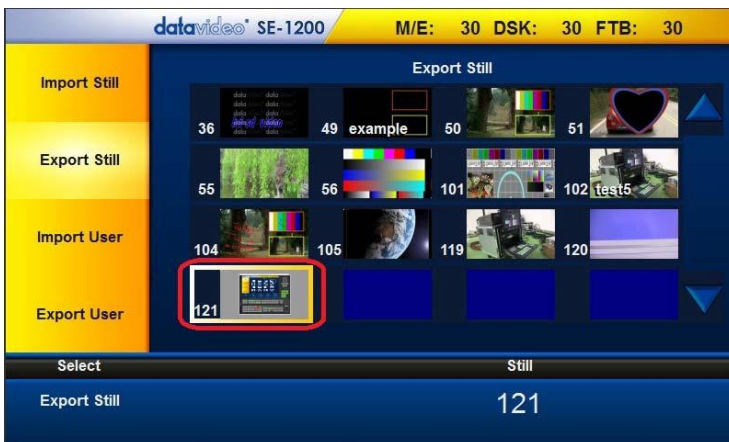 datavideo SE-1200 M/E: 30 DSK: 30 FTB: 30
Import Still
Export Still
Import User
Export User
Export Still
36 49 example 50 51
55 56 101 102 test5
104 105 119 120
121
Select Still
Export Still 121